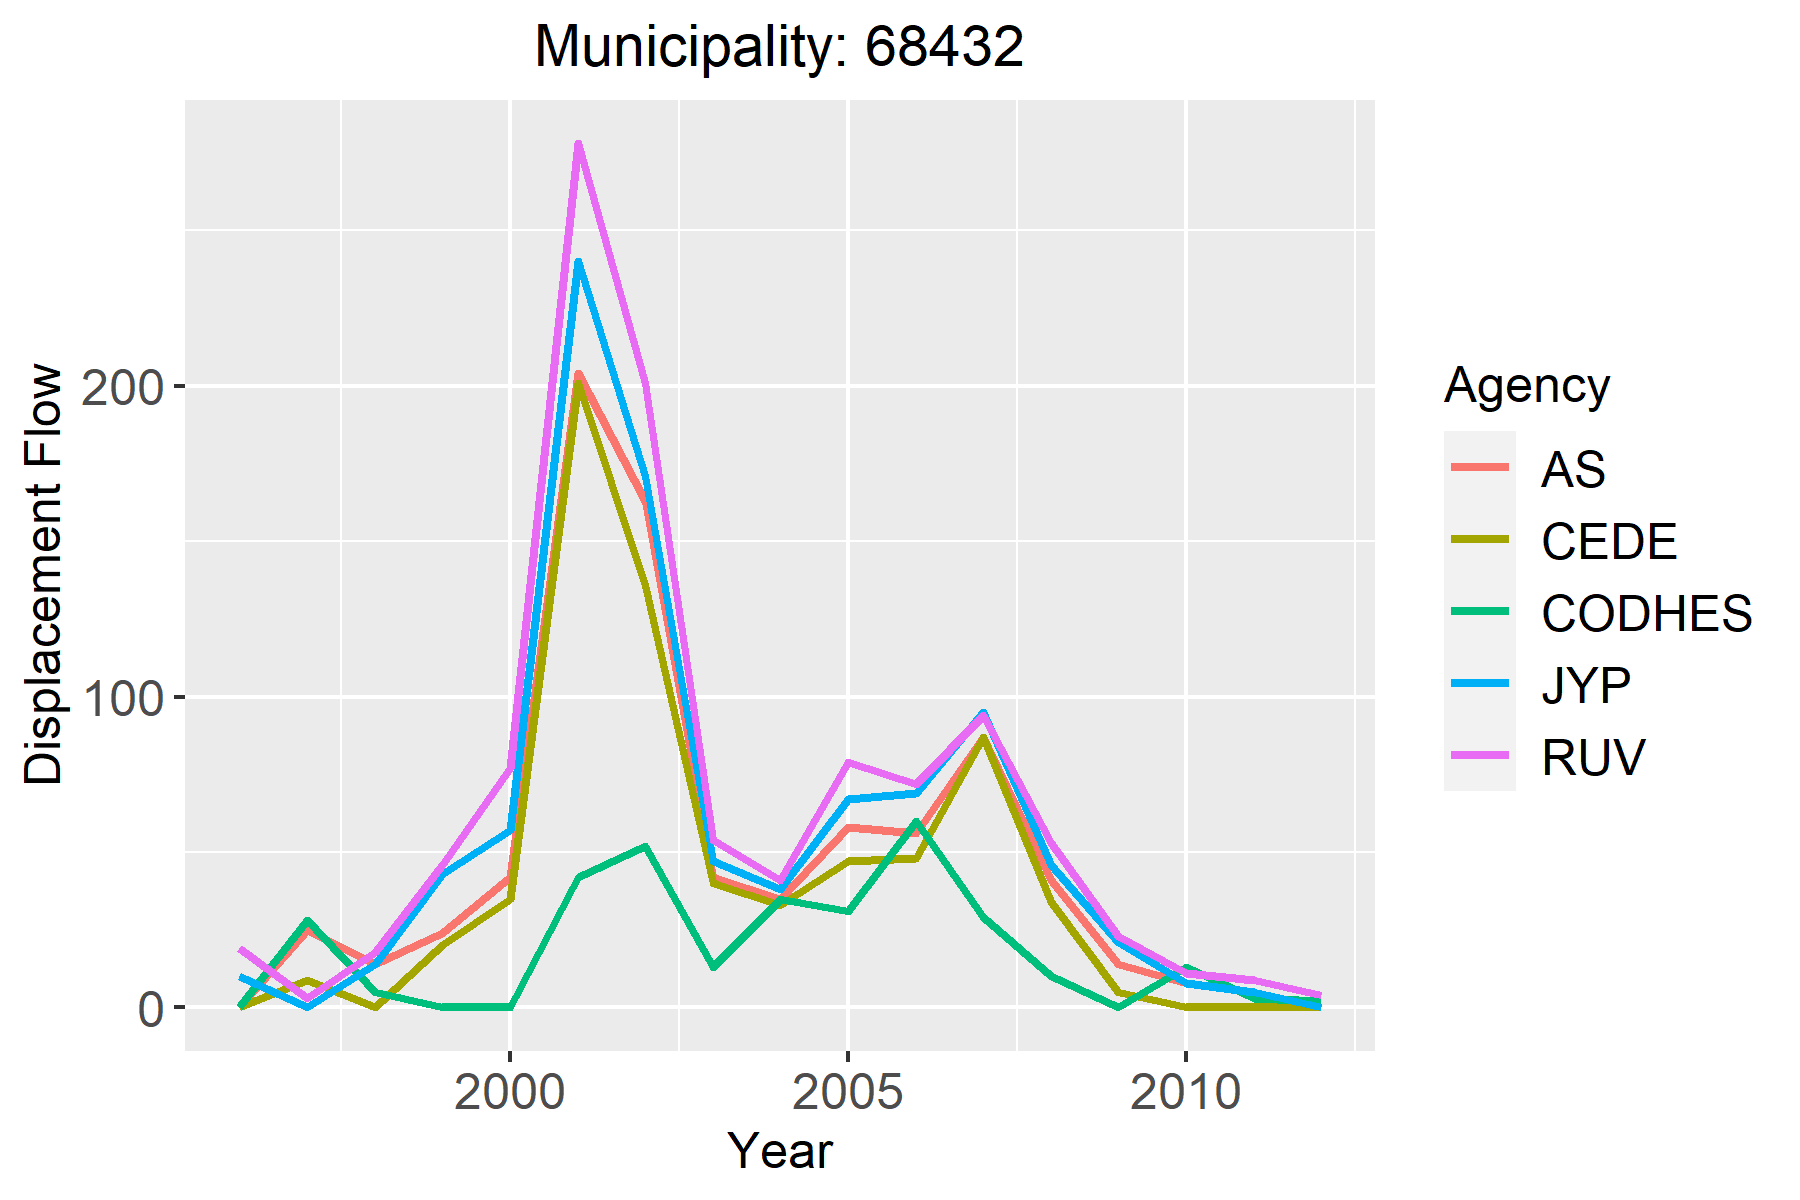 Municipality: 68432
Displacement Flow
200
100
0
2000 2005 2010
Year
Agency
AS
CEDE
CODHES
JYP
RUV